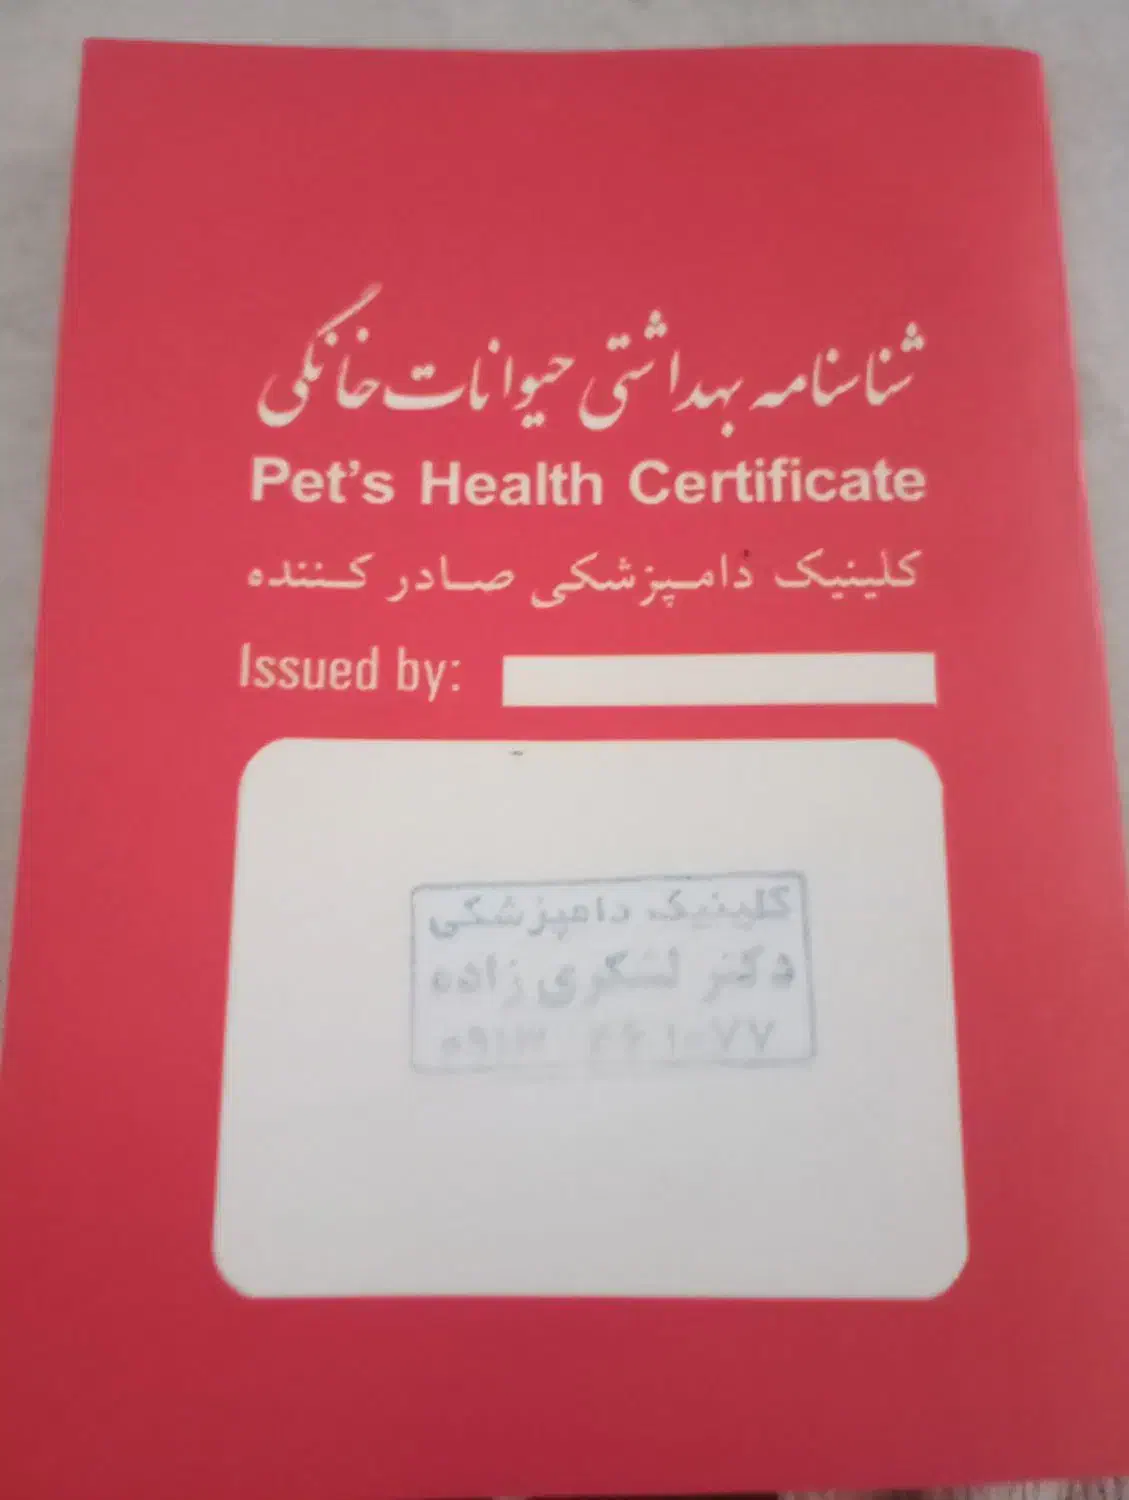 شناسنامه بهداشتی حیوانات خانگی
Pet's Health Certificate
کلینیک دامپزشکی صادر کننده
Issued by:
کلینیک دامپزشکی
دکتر لشکری زاده